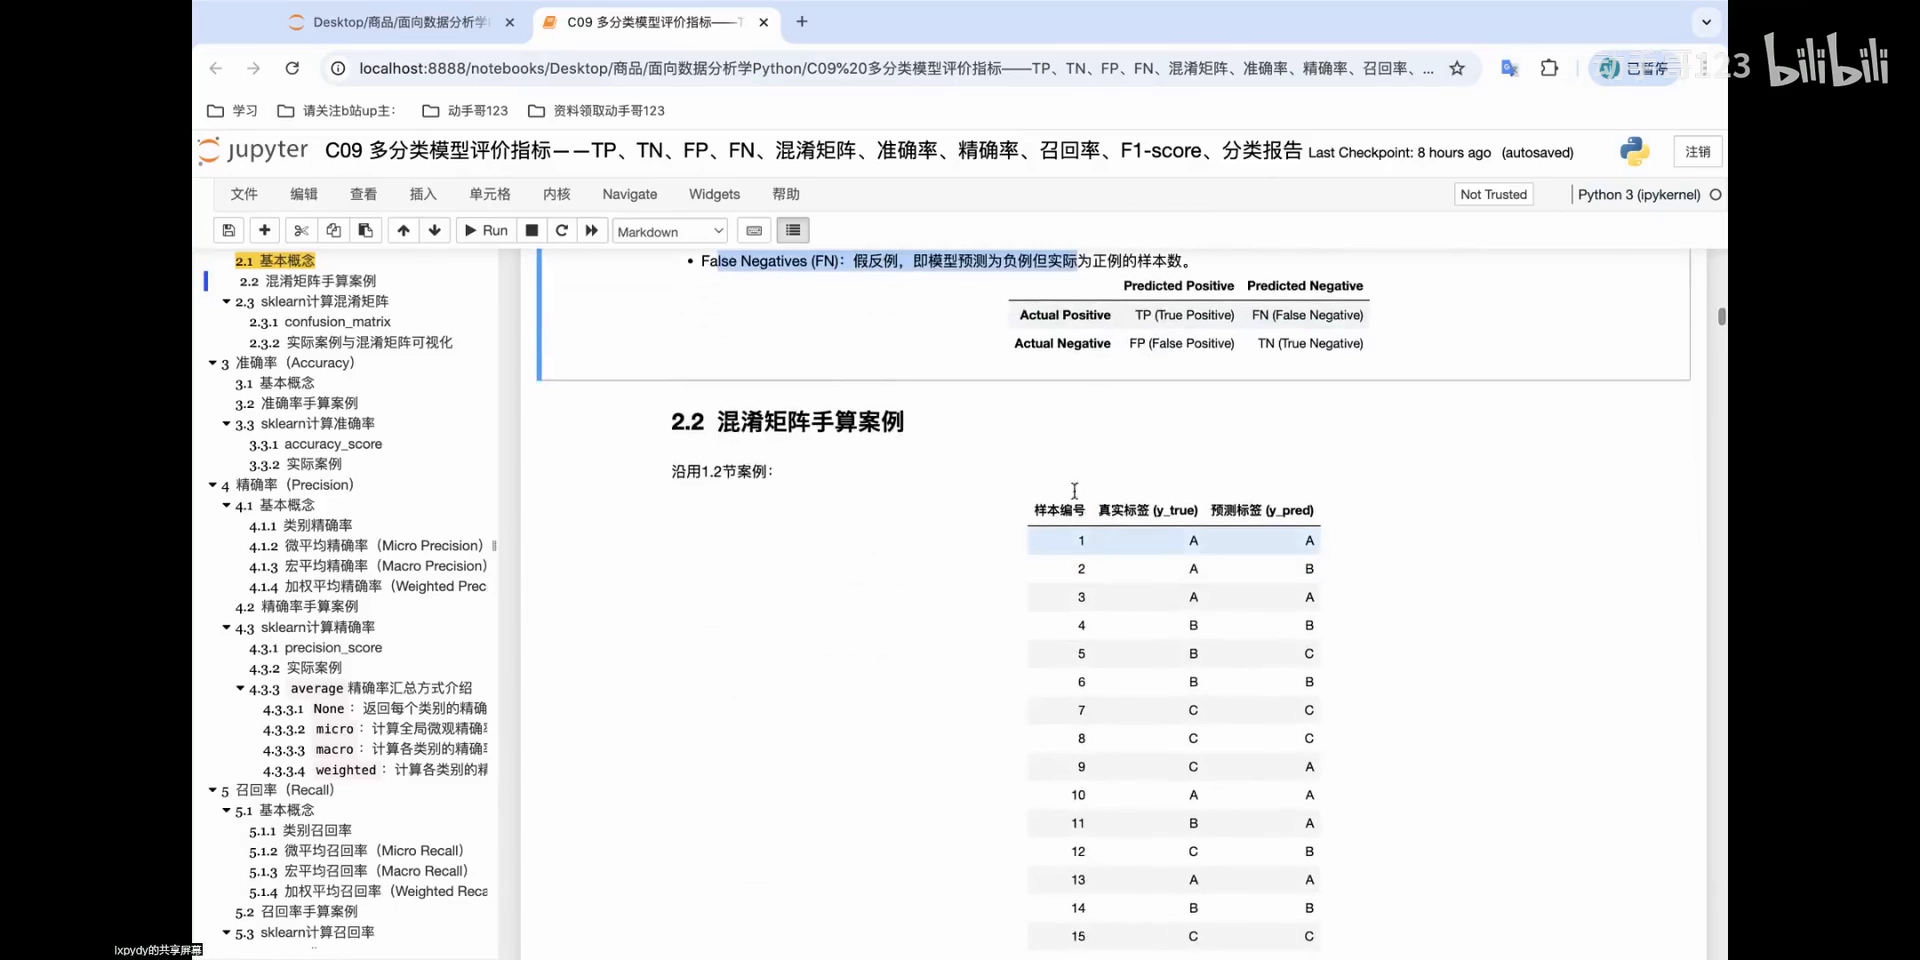 Desktop/商品/面向数据分析学
C09 多分类模型评价指标——T
localhost:8888/notebooks/Desktop/商品/面向数据分析学Python/C09%20多分类模型评价指标——TP、TN、FP、FN、混淆矩阵、准确率、精确率、召回率、...
已暂停
哥123 bilibili
学习 请关注b站up主： 动手哥123 资料领取动手哥123
jupyter C09 多分类模型评价指标——TP、TN、FP、FN、混淆矩阵、准确率、精确率、召回率、F1-score、分类报告 Last Checkpoint: 8 hours ago (autosaved)
注销
文件 编辑 查看 插入 单元格 内核 Navigate Widgets 帮助
Not Trusted Python 3 (ipykernel)
Run Markdown
2.1 基本概念
2.2 混淆矩阵手算案例
2.3 sklearn计算混淆矩阵
2.3.1 confusion_matrix
2.3.2 实际案例与混淆矩阵可视化
3 准确率（Accuracy）
3.1 基本概念
3.2 准确率手算案例
3.3 sklearn计算准确率
3.3.1 accuracy_score
3.3.2 实际案例
4 精确率（Precision）
4.1 基本概念
4.1.1 类别精确率
4.1.2 微平均精确率（Micro Precision）
4.1.3 宏平均精确率（Macro Precision）
4.1.4 加权平均精确率（Weighted Prec
4.2 精确率手算案例
4.3 sklearn计算精确率
4.3.1 precision_score
4.3.2 实际案例
4.3.3 average 精确率汇总方式介绍
4.3.3.1 None： 返回每个类别的精确
4.3.3.2 micro： 计算全局微观精确率
4.3.3.3 macro： 计算各类别的精确率
4.3.3.4 weighted： 计算各类别的精
5 召回率（Recall）
5.1 基本概念
5.1.1 类别召回率
5.1.2 微平均召回率（Micro Recall）
5.1.3 宏平均召回率（Macro Recall）
5.1.4 加权平均召回率（Weighted Reca
5.2 召回率手算案例
5.3 sklearn计算召回率
• False Negatives (FN)：假反例，即模型预测为负例但实际为正例的样本数。
Predicted Positive Predicted Negative
Actual Positive TP (True Positive) FN (False Negative)
Actual Negative FP (False Positive) TN (True Negative)
2.2 混淆矩阵手算案例
沿用1.2节案例：
样本编号 真实标签 (y_true) 预测标签 (y_pred)
1 A A
2 A B
3 A A
4 B B
5 B C
6 B B
7 C C
8 C C
9 C A
10 A A
11 B A
12 C B
13 A A
14 B B
15 C C
lxpydy的共享屏幕